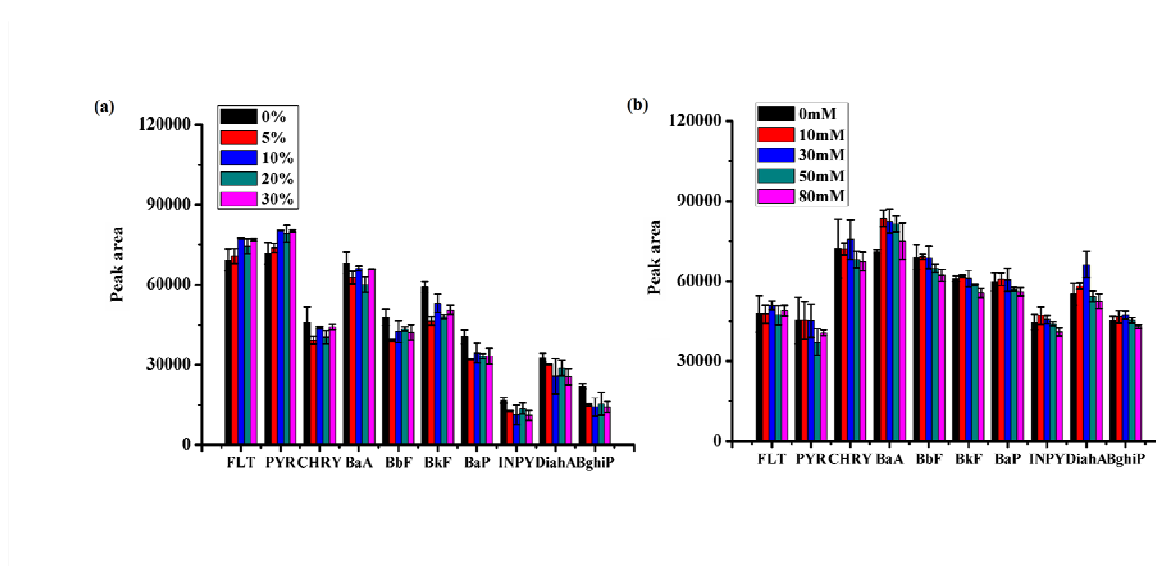 (a)
0%
5%
10%
20%
30%
120000
90000
60000
30000
0
Peak area
FLT PYR CHRY BaA BbF BkF BaP INPY DiahA BghiP
(b)
0mM
10mM
30mM
50mM
80mM
120000
90000
60000
30000
0
Peak area
FLT PYR CHRY BaA BbF BkF BaP INPY DiahA BghiP